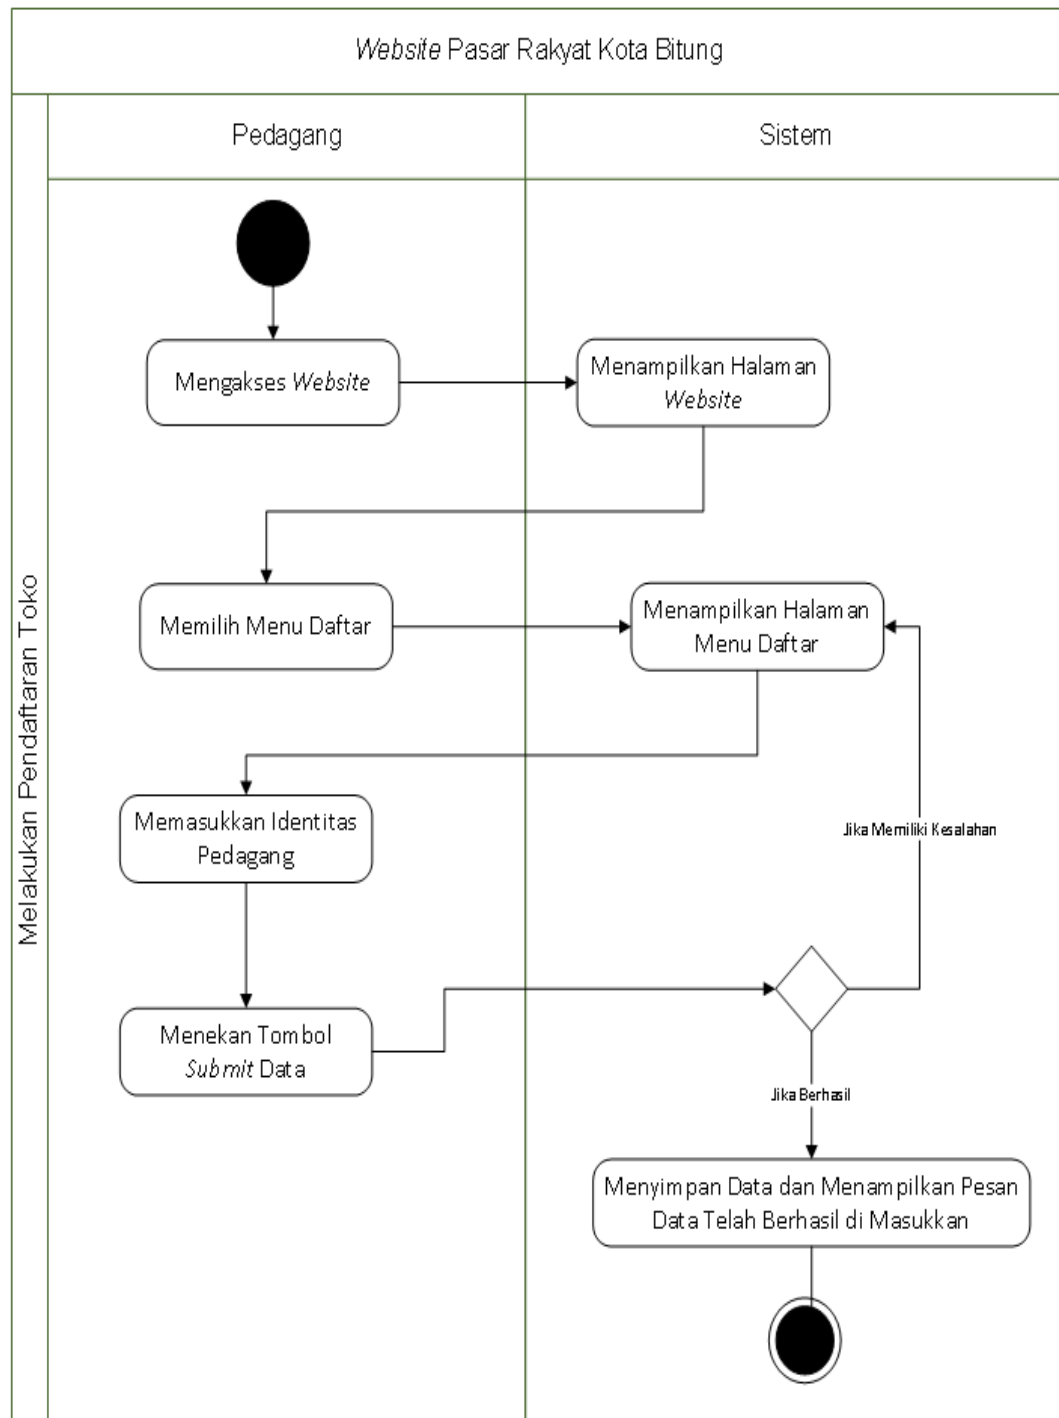 Website Pasar Rakyat Kota Bitung
Pedagang
Sistem
Melakukan Pendaftaran Toko
Mengakses Website
Menampilkan Halaman
Website
Memilih Menu Daftar
Menampilkan Halaman
Menu Daftar
Memasukkan Identitas
Pedagang
Jika Memiliki Kesalahan
Menekan Tombol
Submit Data
Jika Berhasil
Menyimpan Data dan Menampilkan Pesan
Data Telah Berhasil di Masukkan